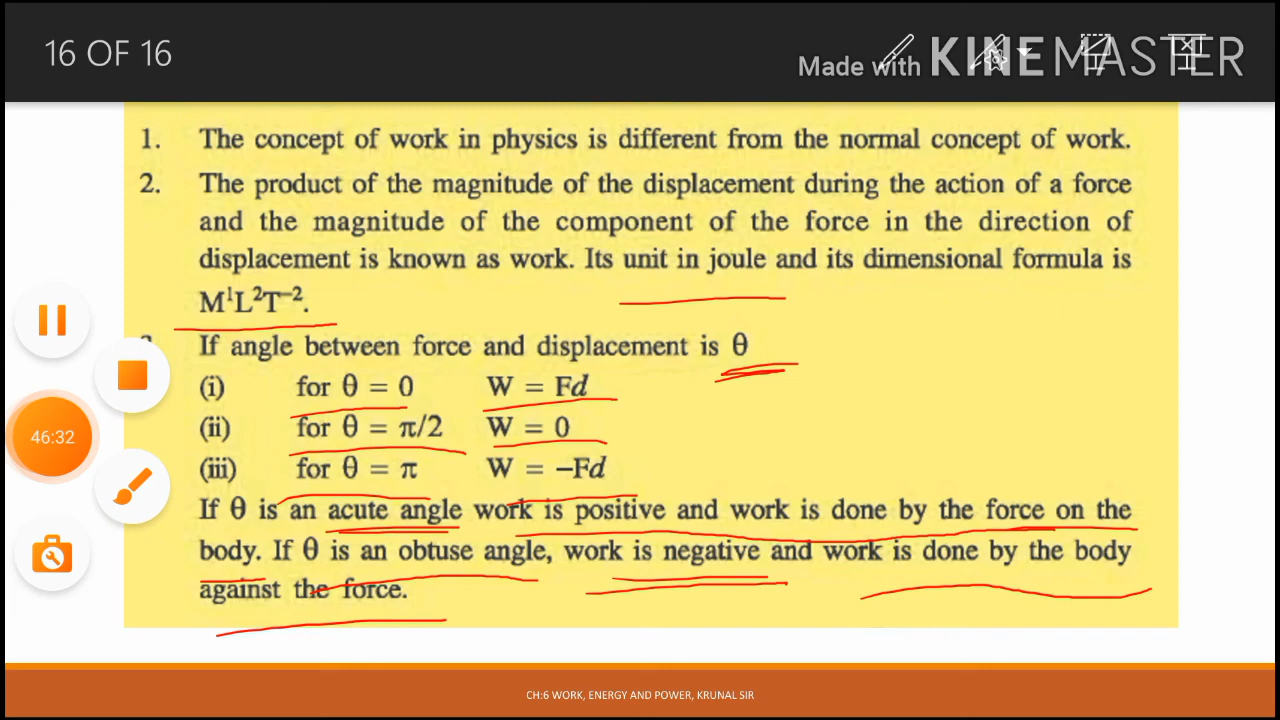 16 OF 16
Made with KINEMASTER
1. The concept of work in physics is different from the normal concept of work.
2. The product of the magnitude of the displacement during the action of a force
and the magnitude of the component of the force in the direction of
displacement is known as work. Its unit in joule and its dimensional formula is
M¹L²T⁻².
If angle between force and displacement is θ
(i) for θ = 0 W = Fd
(ii) for θ = π/2 W = 0
(iii) for θ = π W = –Fd
If θ is an acute angle work is positive and work is done by the force on the
body. If θ is an obtuse angle, work is negative and work is done by the body
against the force.
46:32
CH:6 WORK, ENERGY AND POWER, KRUNAL SIR